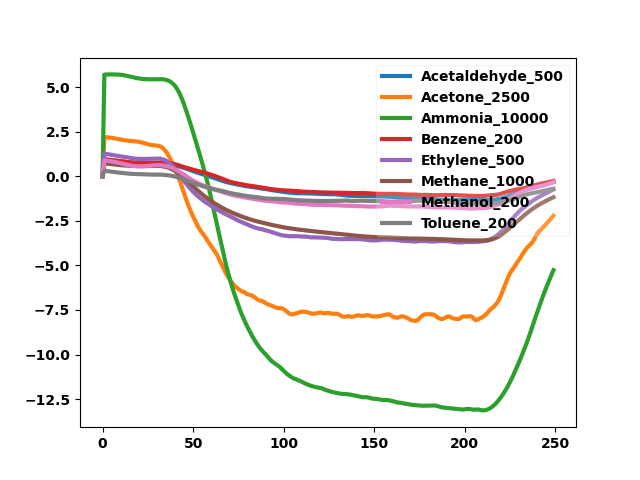 Acetaldehyde_500
Acetone_2500
Ammonia_10000
Benzene_200
Ethylene_500
Methane_1000
Methanol_200
Toluene_200
5.0
2.5
0.0
−2.5
−5.0
−7.5
−10.0
−12.5
0 50 100 150 200 250